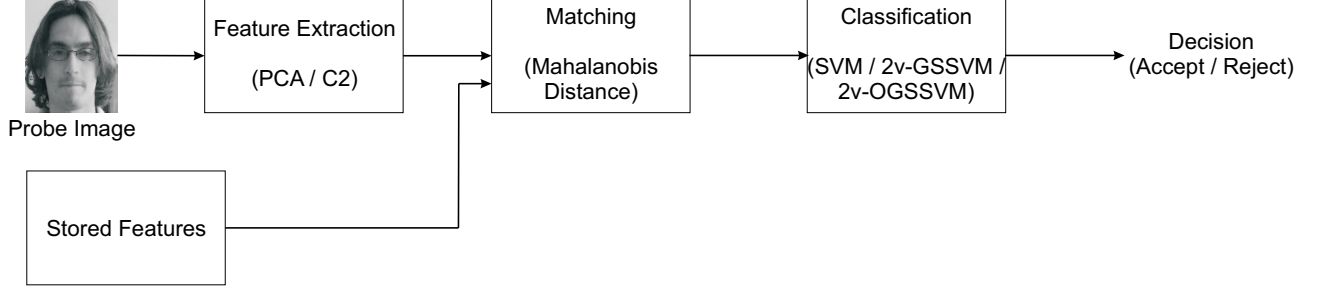 Probe Image
Feature Extraction
(PCA / C2)
Stored Features
Matching
(Mahalanobis
Distance)
Classification
(SVM / 2v-GSSVM /
2v-OGSSVM)
Decision
(Accept / Reject)